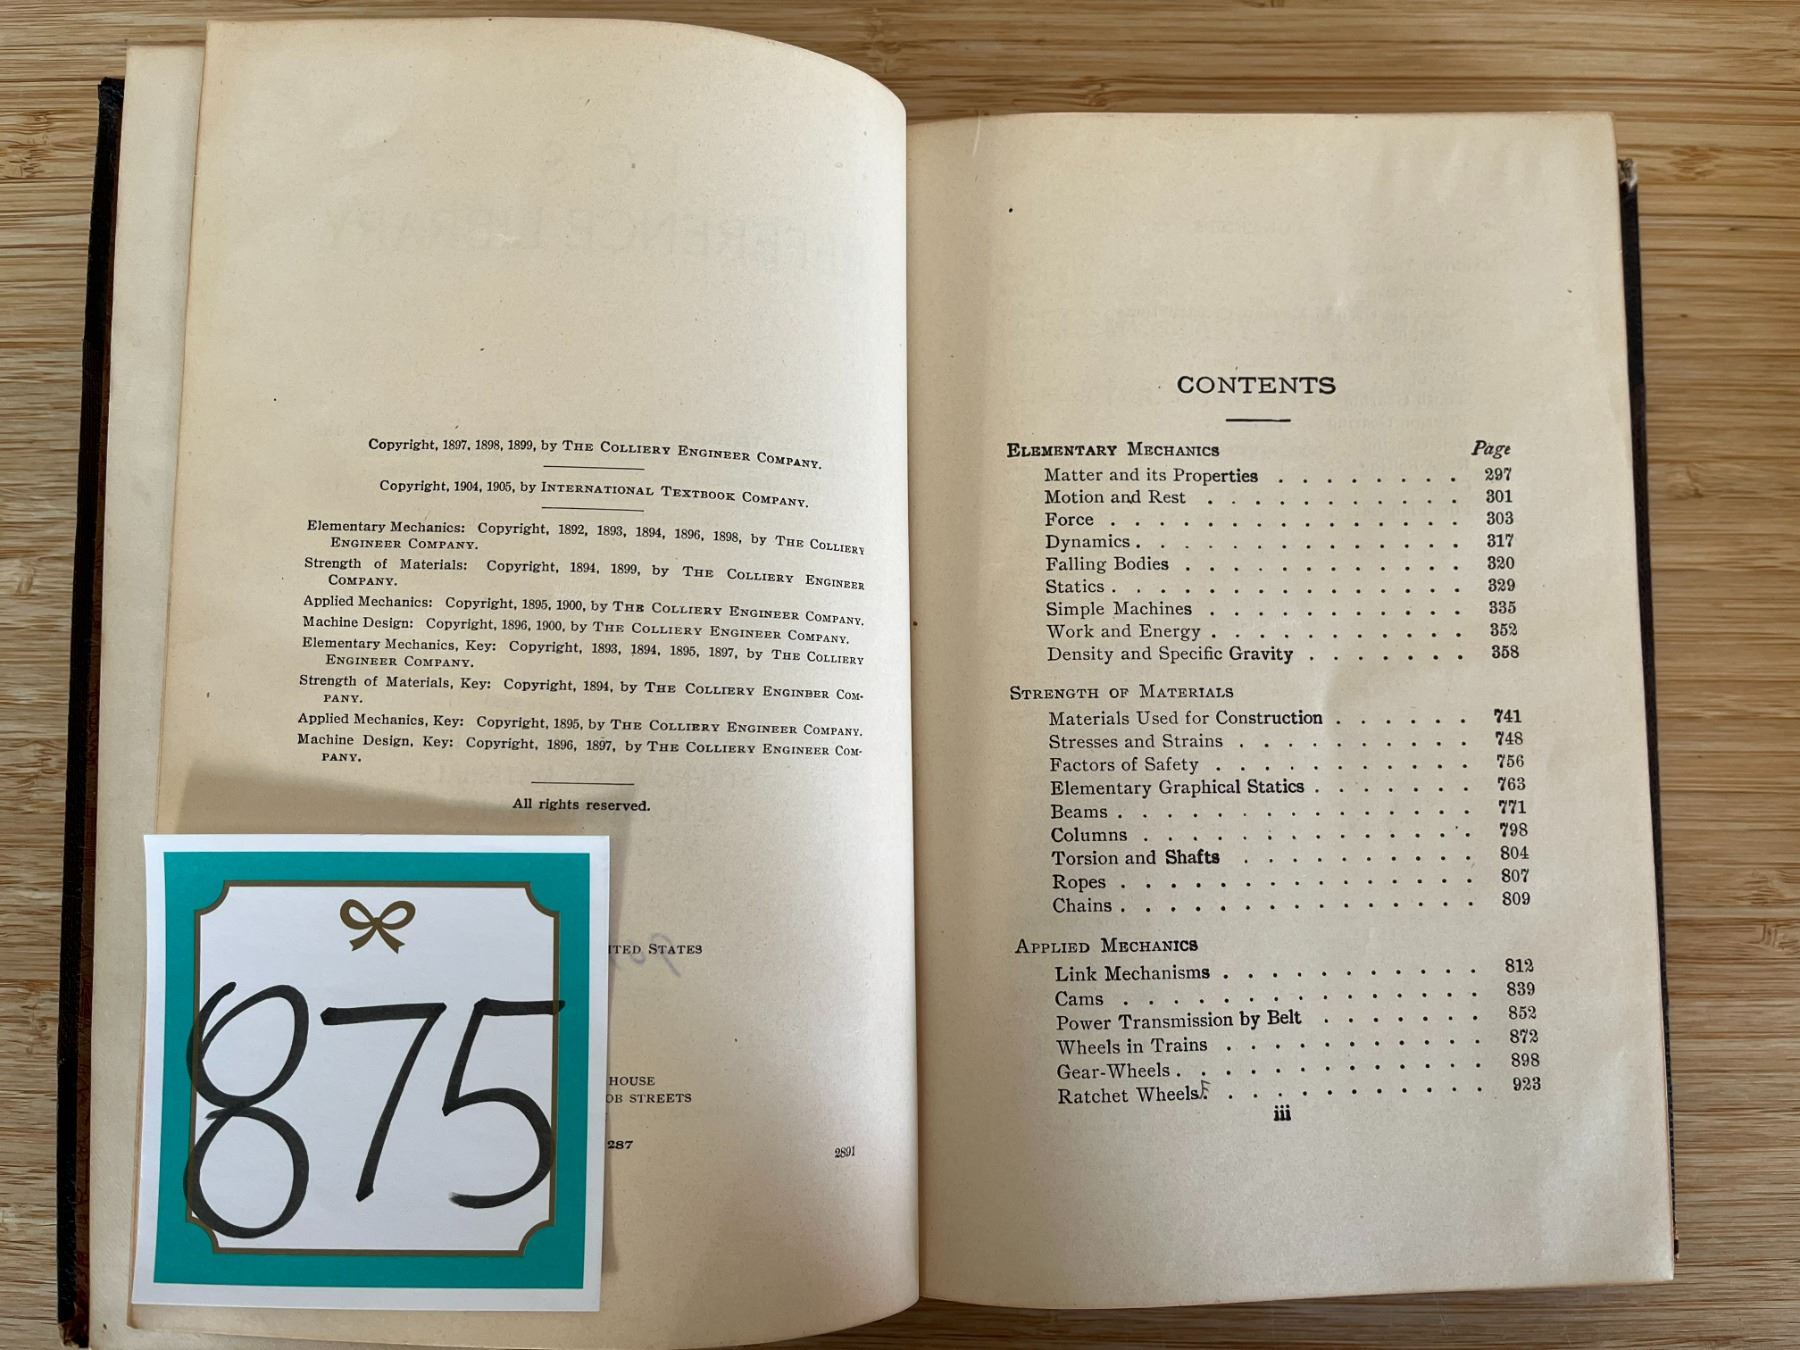 Copyright, 1897, 1898, 1899, by THE COLLIERY ENGINEER COMPANY.
Copyright, 1904, 1905, by INTERNATIONAL TEXTBOOK COMPANY.
Elementary Mechanics: Copyright, 1892, 1893, 1894, 1896, 1898, by THE COLLIERY
ENGINEER COMPANY.
Strength of Materials: Copyright, 1894, 1899, by THE COLLIERY ENGINEER
COMPANY.
Applied Mechanics: Copyright, 1895, 1900, by THE COLLIERY ENGINEER COMPANY.
Machine Design: Copyright, 1896, 1900, by THE COLLIERY ENGINEER COMPANY.
Elementary Mechanics, Key: Copyright, 1893, 1894, 1895, 1897, by THE COLLIERY
ENGINEER COMPANY.
Strength of Materials, Key: Copyright, 1894, by THE COLLIERY ENGINEER COM-
PANY.
Applied Mechanics, Key: Copyright, 1895, by THE COLLIERY ENGINEER COMPANY.
Machine Design, Key: Copyright, 1896, 1897, by THE COLLIERY ENGINEER COM-
PANY.
All rights reserved.
ITED STATES
HOUSE
OB STREETS
287
2891
875
CONTENTS
ELEMENTARY MECHANICS Page
Matter and its Properties . . . . . . . . 297
Motion and Rest . . . . . . . . . . . 301
Force . . . . . . . . . . . . . . . 303
Dynamics . . . . . . . . . . . . . . 317
Falling Bodies . . . . . . . . . . . . 320
Statics . . . . . . . . . . . . . . . 329
Simple Machines . . . . . . . . . . . 335
Work and Energy . . . . . . . . . . . 352
Density and Specific Gravity . . . . . . . 358
STRENGTH OF MATERIALS
Materials Used for Construction . . . . . . 741
Stresses and Strains . . . . . . . . . . 748
Factors of Safety . . . . . . . . . . . 756
Elementary Graphical Statics . . . . . . . 763
Beams . . . . . . . . . . . . . . . 771
Columns . . . . . . . . . . . . . . 798
Torsion and Shafts . . . . . . . . . . 804
Ropes . . . . . . . . . . . . . . . 807
Chains . . . . . . . . . . . . . . . 809
APPLIED MECHANICS
Link Mechanisms . . . . . . . . . . . 812
Cams . . . . . . . . . . . . . . . 839
Power Transmission by Belt . . . . . . . 852
Wheels in Trains . . . . . . . . . . . 872
Gear-Wheels . . . . . . . . . . . . . 898
Ratchet Wheels . . . . . . . . . . . . 923
iii